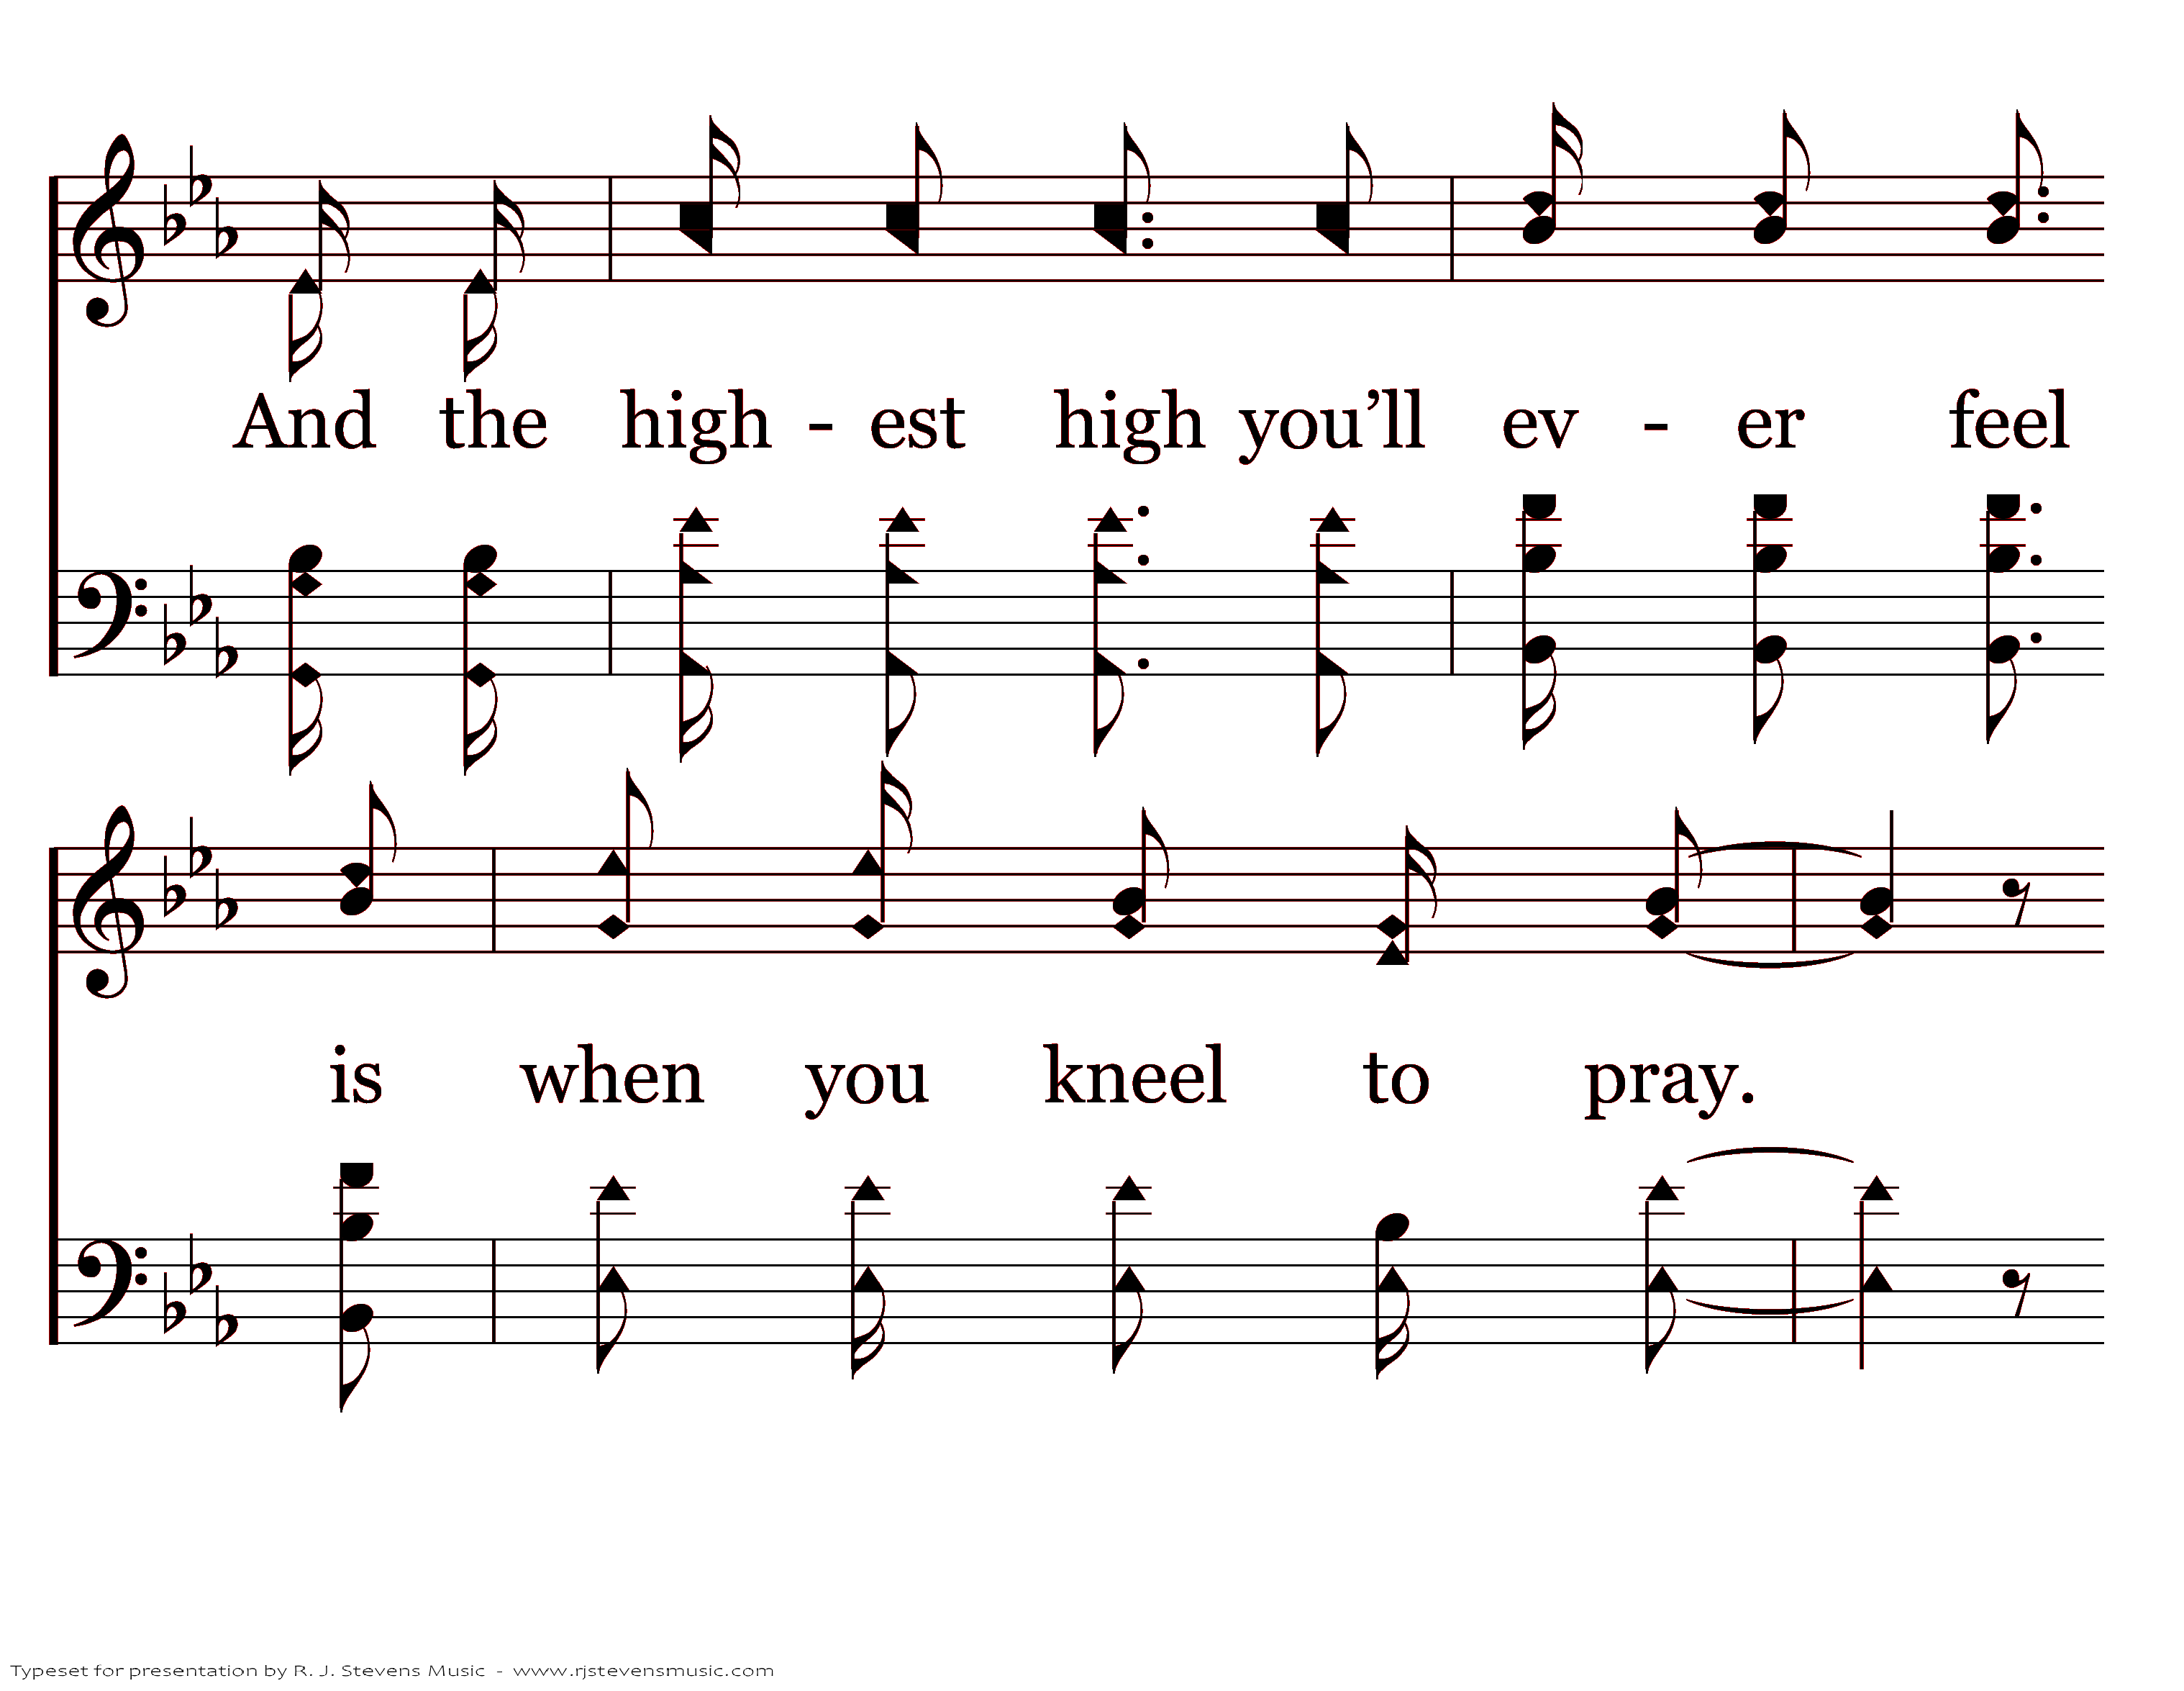 And the high - est high you'll ev - er feel
is when you kneel to pray.
Typeset for presentation by R. J. Stevens Music - www.rjstevensmusic.com